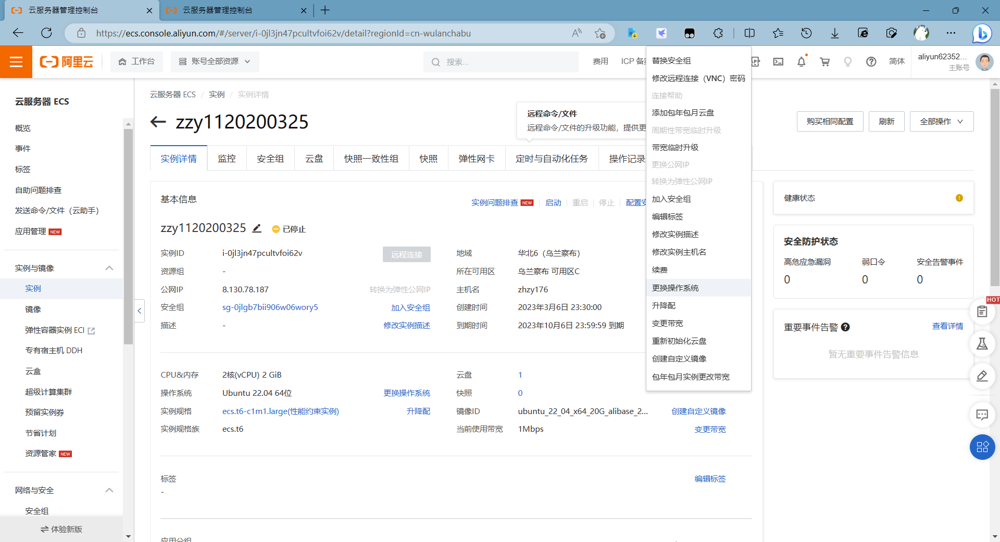 云服务器管理控制台
云服务器管理控制台
https://ecs.console.aliyun.com/#/server/i-0jl3jn47pcultvfoi62v/detail?regionId=cn-wulanchabu
阿里云
工作台
账号全部资源
搜索...
费用
ICP 备案
简体
aliyun62352...
主账号
云服务器 ECS
概览
事件
标签
自助问题排查
发送命令/文件（云助手）
应用管理 NEW
实例与镜像
实例
镜像
弹性容器实例 ECI
专有宿主机 DDH
云盒
超级计算集群
预留实例券
节省计划
资源管家 NEW
网络与安全
安全组
体验新版
云服务器 ECS / 实例 / 实例详情
zzy1120200325
远程命令/文件
远程命令/文件的升级功能，提供更
购买相同配置
刷新
全部操作
实例详情
监控
安全组
云盘
快照一致性组
快照
弹性网卡
定时与自动化任务
操作记录
基本信息
实例问题排查 NEW
启动
重启
停止
配置安
zzy1120200325
已停止
实例ID i-0jl3jn47pcultvfoi62v 远程连接 地域 华北6（乌兰察布）
资源组 - 所在可用区 乌兰察布 可用区C
公网IP 8.130.78.187 转换为弹性公网IP 主机名 zhzy176
安全组 sg-0jlgb7bii906w06wory5 加入安全组 创建时间 2023年3月6日 23:30:00
描述 - 修改实例描述 到期时间 2023年10月6日 23:59:59 到期
CPU&内存 2核(vCPU) 2 GiB 云盘 1
操作系统 Ubuntu 22.04 64位 更换操作系统 快照 0
实例规格 ecs.t6-c1m1.large(性能约束实例) 升降配 镜像ID ubuntu_22_04_x64_20G_alibase_2... 创建自定义镜像
实例规格族 ecs.t6 当前使用带宽 1Mbps 变更带宽
标签 编辑标签
-
应用分组
替换安全组
修改远程连接（VNC）密码
连接帮助
添加包年包月云盘
周期性带宽临时升级
带宽临时升级
更换公网IP
转换为弹性公网IP
加入安全组
编辑标签
修改实例描述
修改实例主机名
续费
更换操作系统
升降配
变更带宽
重新初始化云盘
创建自定义镜像
包年包月实例更改带宽
健康状态
安全防护状态
高危应急漏洞 弱口令 安全告警事件
0 0 0
重要事件告警 查看详情
暂无重要事件告警信息
HOT